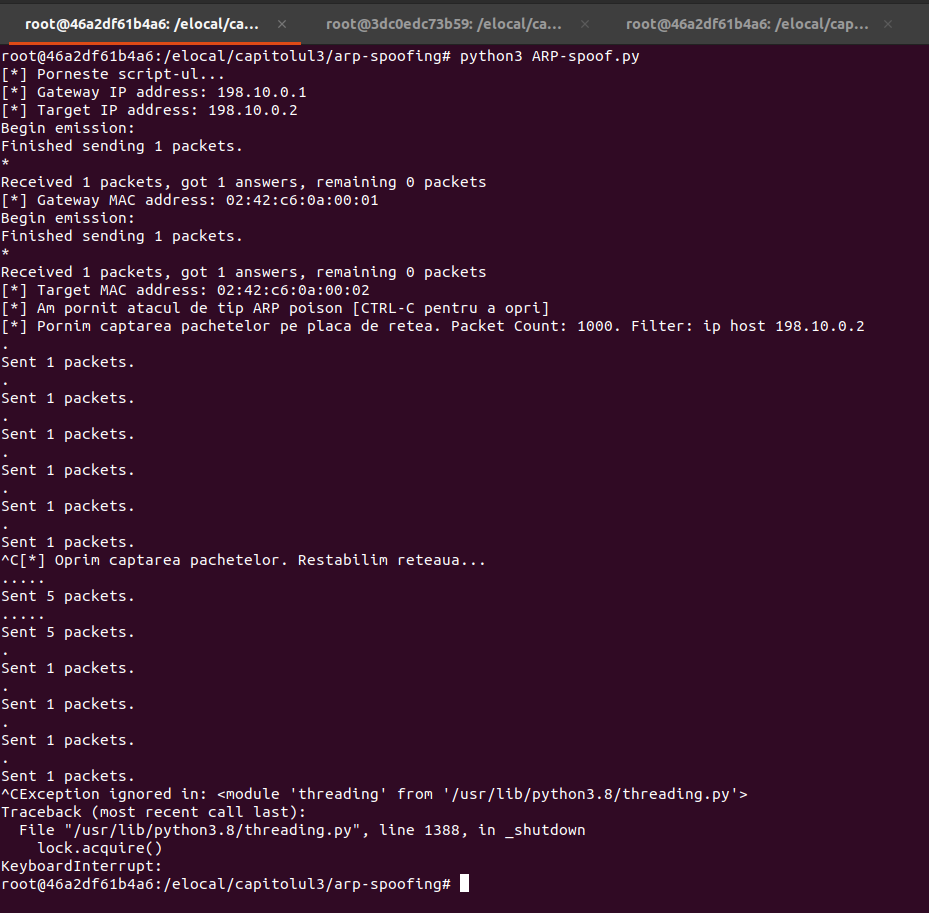 root@46a2df61b4a6: /elocal/ca... × root@3dc0edc73b59: /elocal/ca... × root@46a2df61b4a6: /elocal/cap... ×
root@46a2df61b4a6:/elocal/capitolul3/arp-spoofing# python3 ARP-spoof.py
[*] Porneste script-ul...
[*] Gateway IP address: 198.10.0.1
[*] Target IP address: 198.10.0.2
Begin emission:
Finished sending 1 packets.
*
Received 1 packets, got 1 answers, remaining 0 packets
[*] Gateway MAC address: 02:42:c6:0a:00:01
Begin emission:
Finished sending 1 packets.
*
Received 1 packets, got 1 answers, remaining 0 packets
[*] Target MAC address: 02:42:c6:0a:00:02
[*] Am pornit atacul de tip ARP poison [CTRL-C pentru a opri]
[*] Pornim captarea pachetelor pe placa de retea. Packet Count: 1000. Filter: ip host 198.10.0.2
.
Sent 1 packets.
.
Sent 1 packets.
.
Sent 1 packets.
.
Sent 1 packets.
.
Sent 1 packets.
.
Sent 1 packets.
^C[*] Oprim captarea pachetelor. Restabilim reteaua...
.....
Sent 5 packets.
.....
Sent 5 packets.
.
Sent 1 packets.
.
Sent 1 packets.
.
Sent 1 packets.
.
Sent 1 packets.
^CException ignored in: <module 'threading' from '/usr/lib/python3.8/threading.py'>
Traceback (most recent call last):
  File "/usr/lib/python3.8/threading.py", line 1388, in _shutdown
    lock.acquire()
KeyboardInterrupt:
root@46a2df61b4a6:/elocal/capitolul3/arp-spoofing#